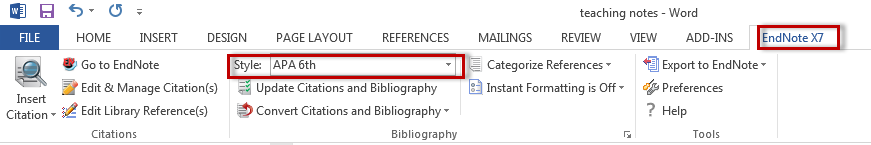 teaching notes - Word
FILE HOME INSERT DESIGN PAGE LAYOUT REFERENCES MAILINGS REVIEW VIEW ADD-INS EndNote X7
Go to EndNote Style: APA 6th Categorize References Export to EndNote
Insert Citation Edit & Manage Citation(s) Update Citations and Bibliography Instant Formatting is Off Preferences
Edit Library Reference(s) Convert Citations and Bibliography Help
Citations Bibliography Tools